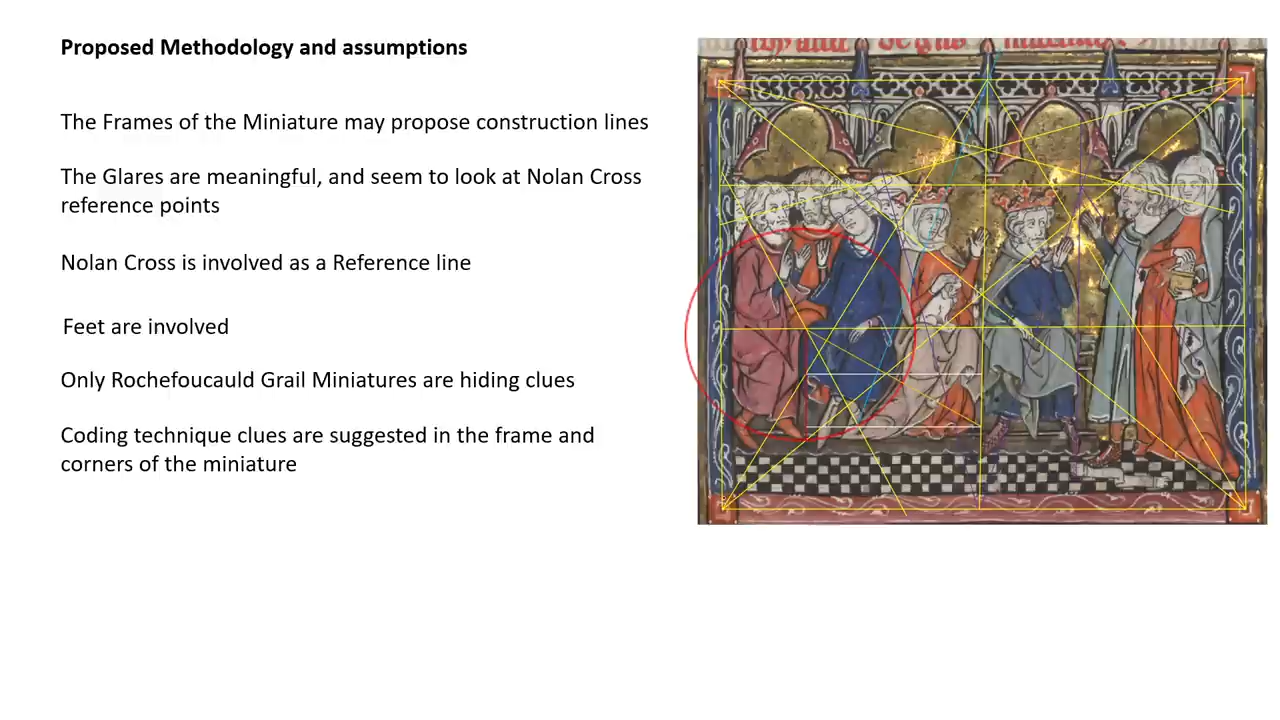 Proposed Methodology and assumptions
The Frames of the Miniature may propose construction lines
The Glares are meaningful, and seem to look at Nolan Cross
reference points
Nolan Cross is involved as a Reference line
Feet are involved
Only Rochefoucauld Grail Miniatures are hiding clues
Coding technique clues are suggested in the frame and
corners of the miniature